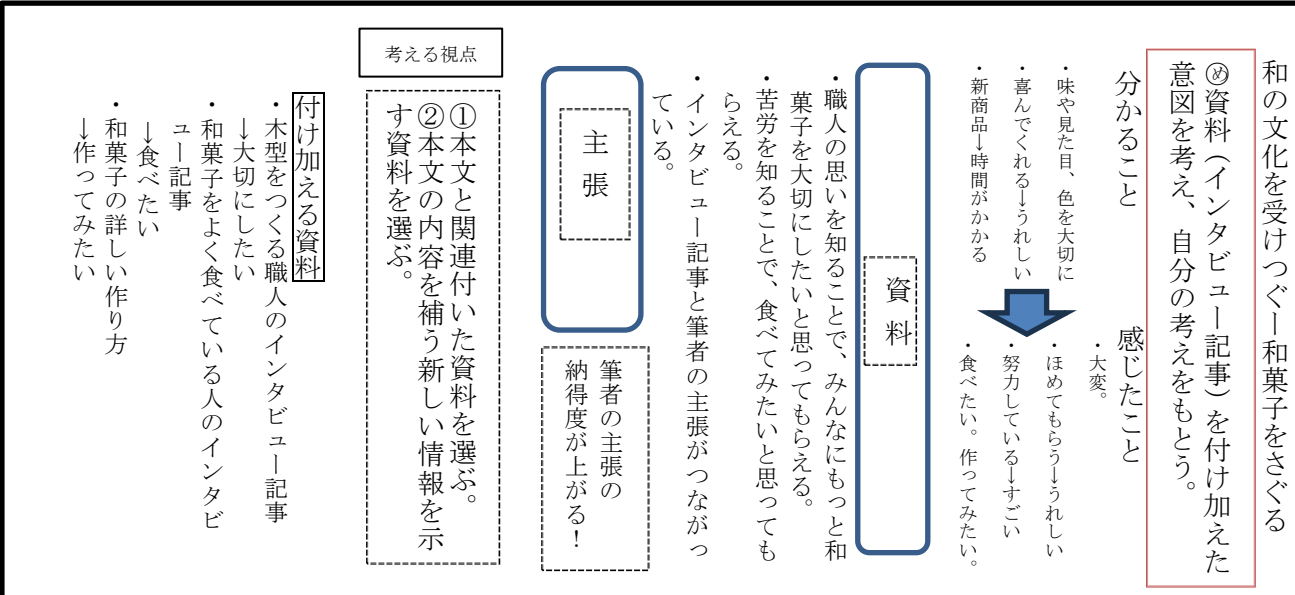 和の文化を受けつぐー和菓子をさぐる
㋱資料（インタビュー記事）を付け加えた
意図を考え、自分の考えをもとう。
分かること
・味や見た目、色を大切に
・喜んでくれる→うれしい
・新商品→時間がかかる
感じたこと
・大変。
・ほめてもらう→うれしい
・努力している→すごい
・食べたい。作ってみたい。
資料
・職人の思いを知ることで、みんなにもっと和
菓子を大切にしたいと思ってもらえる。
・苦労を知ることで、食べてみたいと思っても
らえる。
・インタビュー記事と筆者の主張がつながっ
ている。
主張
筆者の主張の
納得度が上がる！
考える視点
①本文と関連付いた資料を選ぶ。
②本文の内容を補う新しい情報を示
す資料を選ぶ。
付け加える資料
・木型をつくる職人のインタビュー記事
→大切にしたい
・和菓子をよく食べている人のインタビ
ュー記事
→食べたい
・和菓子の詳しい作り方
→作ってみたい